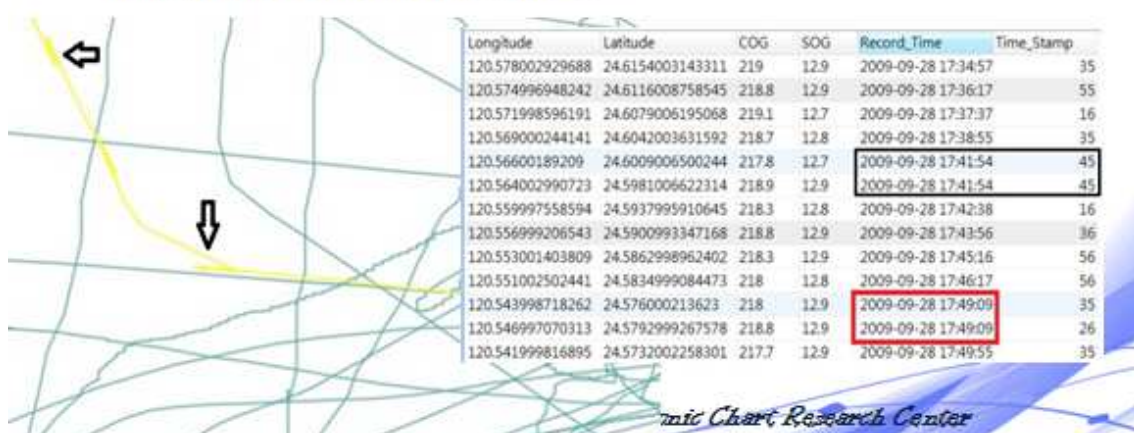 Longitude Latitude COG SOG Record_Time Time_Stamp
120.578002929688 24.6154003143311 219 12.9 2009-09-28 17:34:57 35
120.574996948242 24.6116008758545 218.8 12.9 2009-09-28 17:36:17 55
120.571998596191 24.6079006195068 219.1 12.7 2009-09-28 17:37:37 16
120.569000244141 24.6042003631592 218.7 12.8 2009-09-28 17:38:55 35
120.56600189209 24.6009006500244 217.8 12.7 2009-09-28 17:41:54 45
120.564002990723 24.5981006622314 218.9 12.9 2009-09-28 17:41:54 45
120.559997558594 24.5937995910645 218.3 12.8 2009-09-28 17:42:38 16
120.556999206543 24.5900993347168 218.8 12.9 2009-09-28 17:43:56 36
120.553001403809 24.5862998962402 218.3 12.9 2009-09-28 17:45:16 56
120.551002502441 24.5834999084473 218 12.8 2009-09-28 17:46:17 56
120.543998718262 24.576000213623 218 12.9 2009-09-28 17:49:09 35
120.546997070313 24.5792999267578 218.8 12.9 2009-09-28 17:49:09 26
120.541999816895 24.5732002258301 217.7 12.9 2009-09-28 17:49:55 35
Chart Research Center